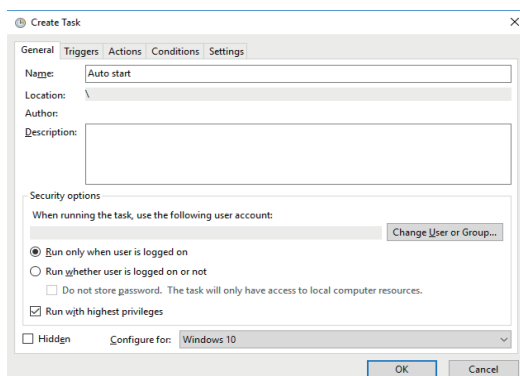 Create Task
General Triggers Actions Conditions Settings
Name: Auto start
Location: \
Author:
Description:
Security options
When running the task, use the following user account:
Change User or Group...
Run only when user is logged on
Run whether user is logged on or not
Do not store password. The task will only have access to local computer resources.
Run with highest privileges
Hidden Configure for: Windows 10
OK Cancel